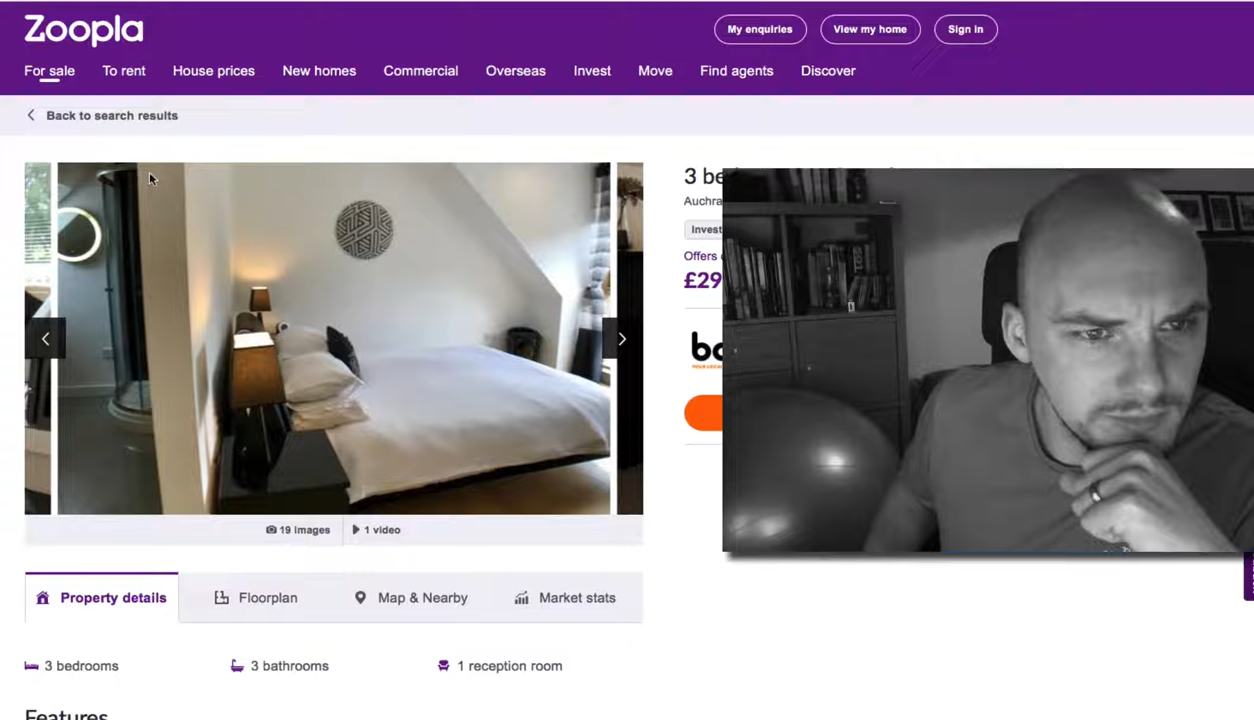 Zoopla
My enquiries
View my home
Sign in
For sale
To rent
House prices
New homes
Commercial
Overseas
Invest
Move
Find agents
Discover
Back to search results
3 be
Auchra
Invest
Offers
£29
19 images
1 video
Property details
Floorplan
Map & Nearby
Market stats
3 bedrooms
3 bathrooms
1 reception room
Features